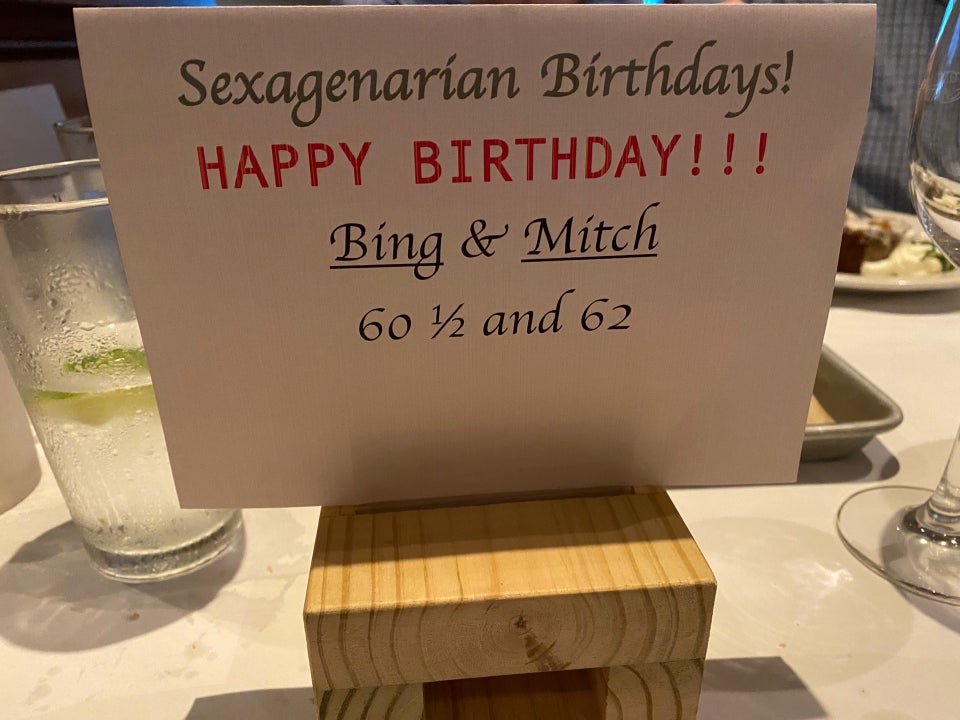 Sexagenarian Birthdays!
HAPPY BIRTHDAY!!!
Bing & Mitch
60 ½ and 62